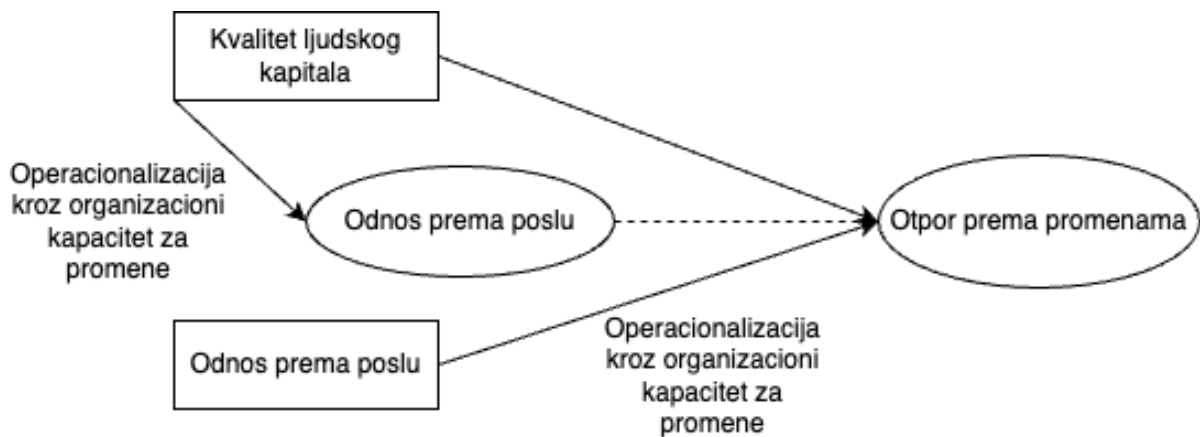 Kvalitet ljudskog
kapitala
Operacionalizacija
kroz organizacioni
kapacitet za
promene
Odnos prema poslu
Otpor prema promenama
Odnos prema poslu
Operacionalizacija
kroz organizacioni
kapacitet za
promene